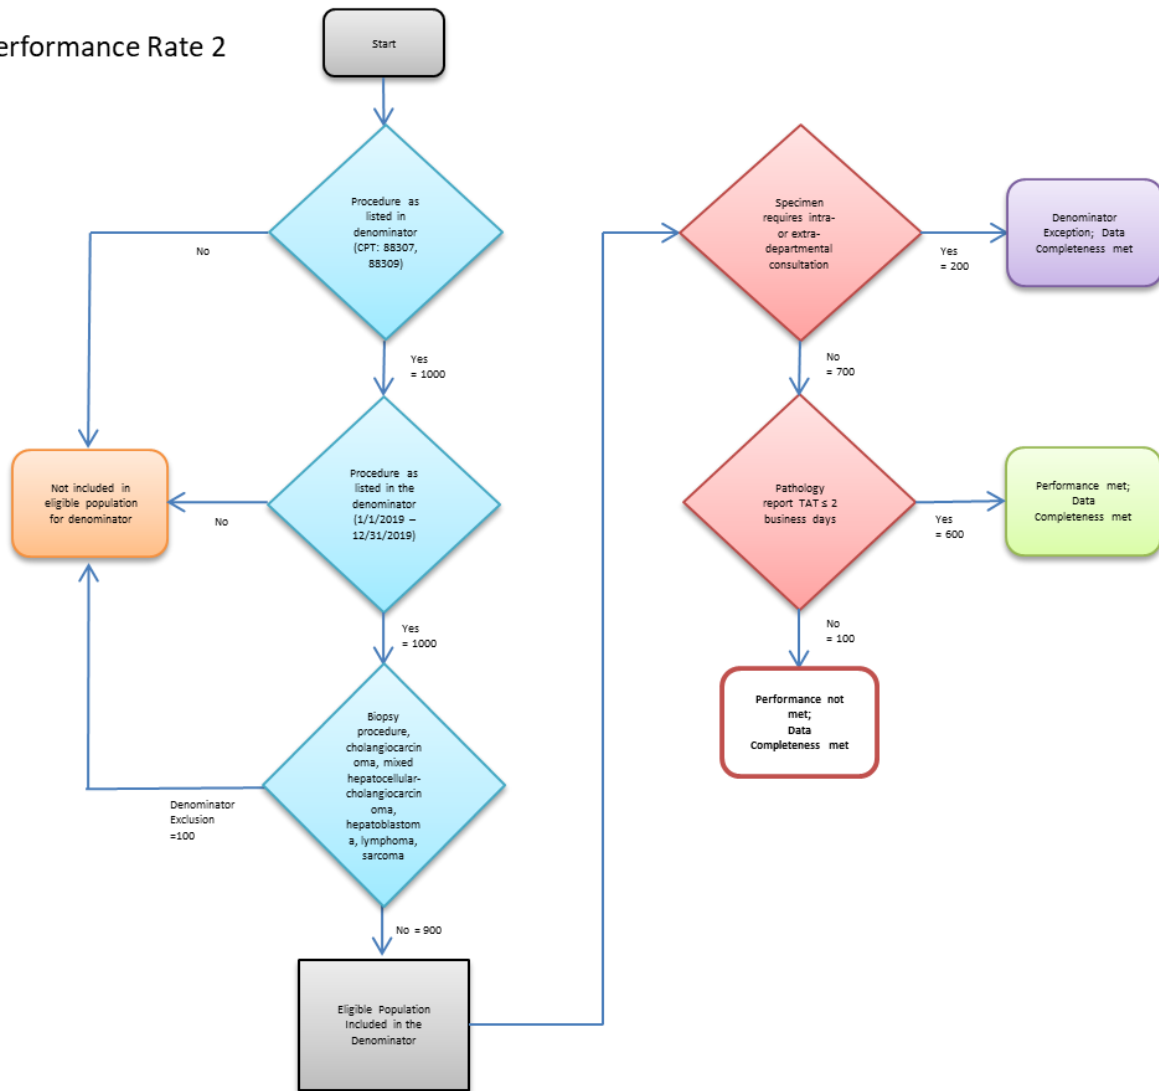 erformance Rate 2
Start
Procedure as
listed in
denominator
(CPT: 88307,
88309)
No
Yes
= 1000
Procedure as
listed in the
denominator
(1/1/2019 –
12/31/2019)
No
Not included in
eligible population
for denominator
Yes
= 1000
Biopsy
procedure,
cholangiocarcin
oma, mixed
hepatocellular-
cholangiocarcin
oma,
hepatoblastom
a, lymphoma,
sarcoma
Denominator
Exclusion
=100
No = 900
Eligible Population
Included in the
Denominator
Specimen
requires intra-
or extra-
departmental
consultation
Yes
= 200
Denominator
Exception; Data
Completeness met
No
= 700
Pathology
report TAT ≤ 2
business days
Yes
= 600
Performance met;
Data
Completeness met
No
= 100
Performance not
met;
Data
Completeness met